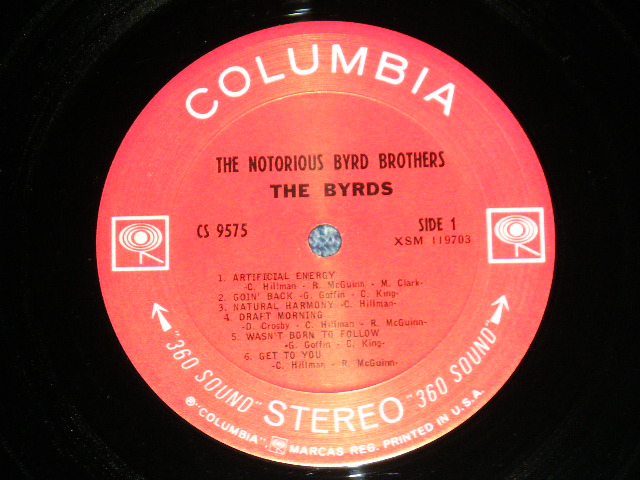 COLUMBIA
THE NOTORIOUS BYRD BROTHERS
THE BYRDS
CS 9575
SIDE 1
XSM 119703
1. ARTIFICIAL ENERGY
-C. Hillman - R. McGuinn - M. Clark-
2. GOIN' BACK -G. Goffin - C. King-
3. NATURAL HARMONY -C. Hillman-
4. DRAFT MORNING
-D. Crosby - C. Hillman - R. McGuinn-
5. WASN'T BORN TO FOLLOW
-G. Goffin - C. King-
6. GET TO YOU
-C. Hillman - R. McGuinn-
"360 SOUND" STEREO "360 SOUND"
℗"COLUMBIA", MARCAS REG. PRINTED IN U.S.A.